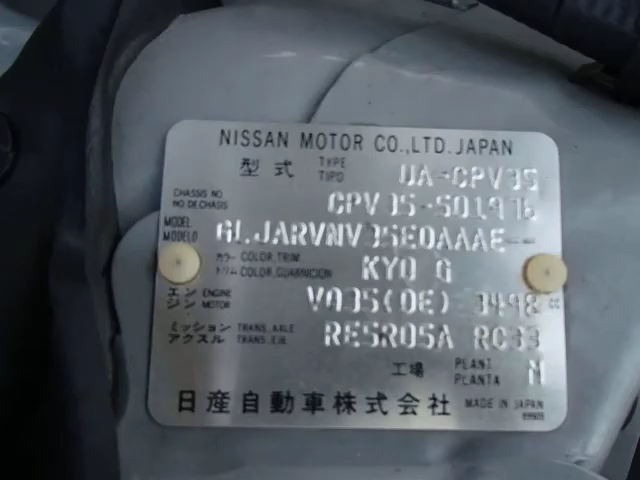 NISSAN MOTOR CO.,LTD. JAPAN
型式 TYPE TIPO UA-CPV35
CHASSIS NO NO DE CHASIS CPV35-501976
MODEL MODELO GLJARVNV35EDAAAE
カラー COLOR,TRIM トリム COLOR,GUARNICION KY0 G
エンジン ENGINE MOTOR VQ35(DE) 3498 cc
ミッション TRANS.,AXLE アクスル TRANS.,EJE RE5R05A RC33
工場 PLANT PLANTA M
日産自動車株式会社 MADE IN JAPAN